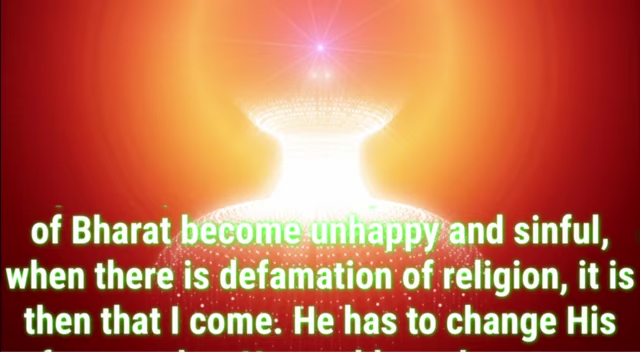 of Bharat become unhappy and sinful,
when there is defamation of religion, it is
then that I come. He has to change His